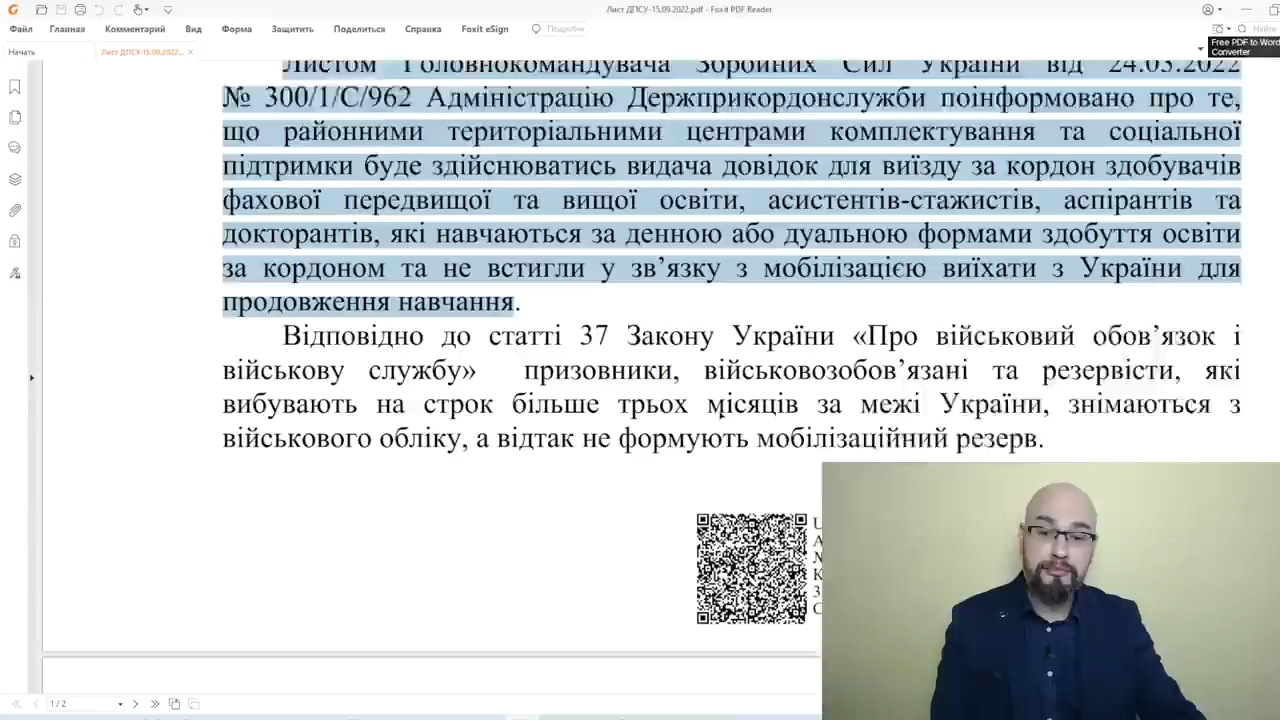 Лист ДПСУ-15.09.2022.pdf - Foxit PDF Reader
Файл Главная Комментарий Вид Форма Защитить Поделиться Справка Foxit eSign Подробно Найти
Начать Лист ДПСУ-15.09.2022... Free PDF to Word
Converter
Листом Головнокомандувача Збройних Сил України від 24.03.2022
№ 300/1/С/962 Адміністрацію Держприкордонслужби поінформовано про те,
що районними територіальними центрами комплектування та соціальної
підтримки буде здійснюватись видача довідок для виїзду за кордон здобувачів
фахової передвищої та вищої освіти, асистентів-стажистів, аспірантів та
докторантів, які навчаються за денною або дуальною формами здобуття освіти
за кордоном та не встигли у зв’язку з мобілізацією виїхати з України для
продовження навчання.
Відповідно до статті 37 Закону України «Про військовий обов’язок і
військову службу» призовники, військовозобов’язані та резервісти, які
вибувають на строк більше трьох місяців за межі України, знімаються з
військового обліку, а відтак не формують мобілізаційний резерв.
1 / 2